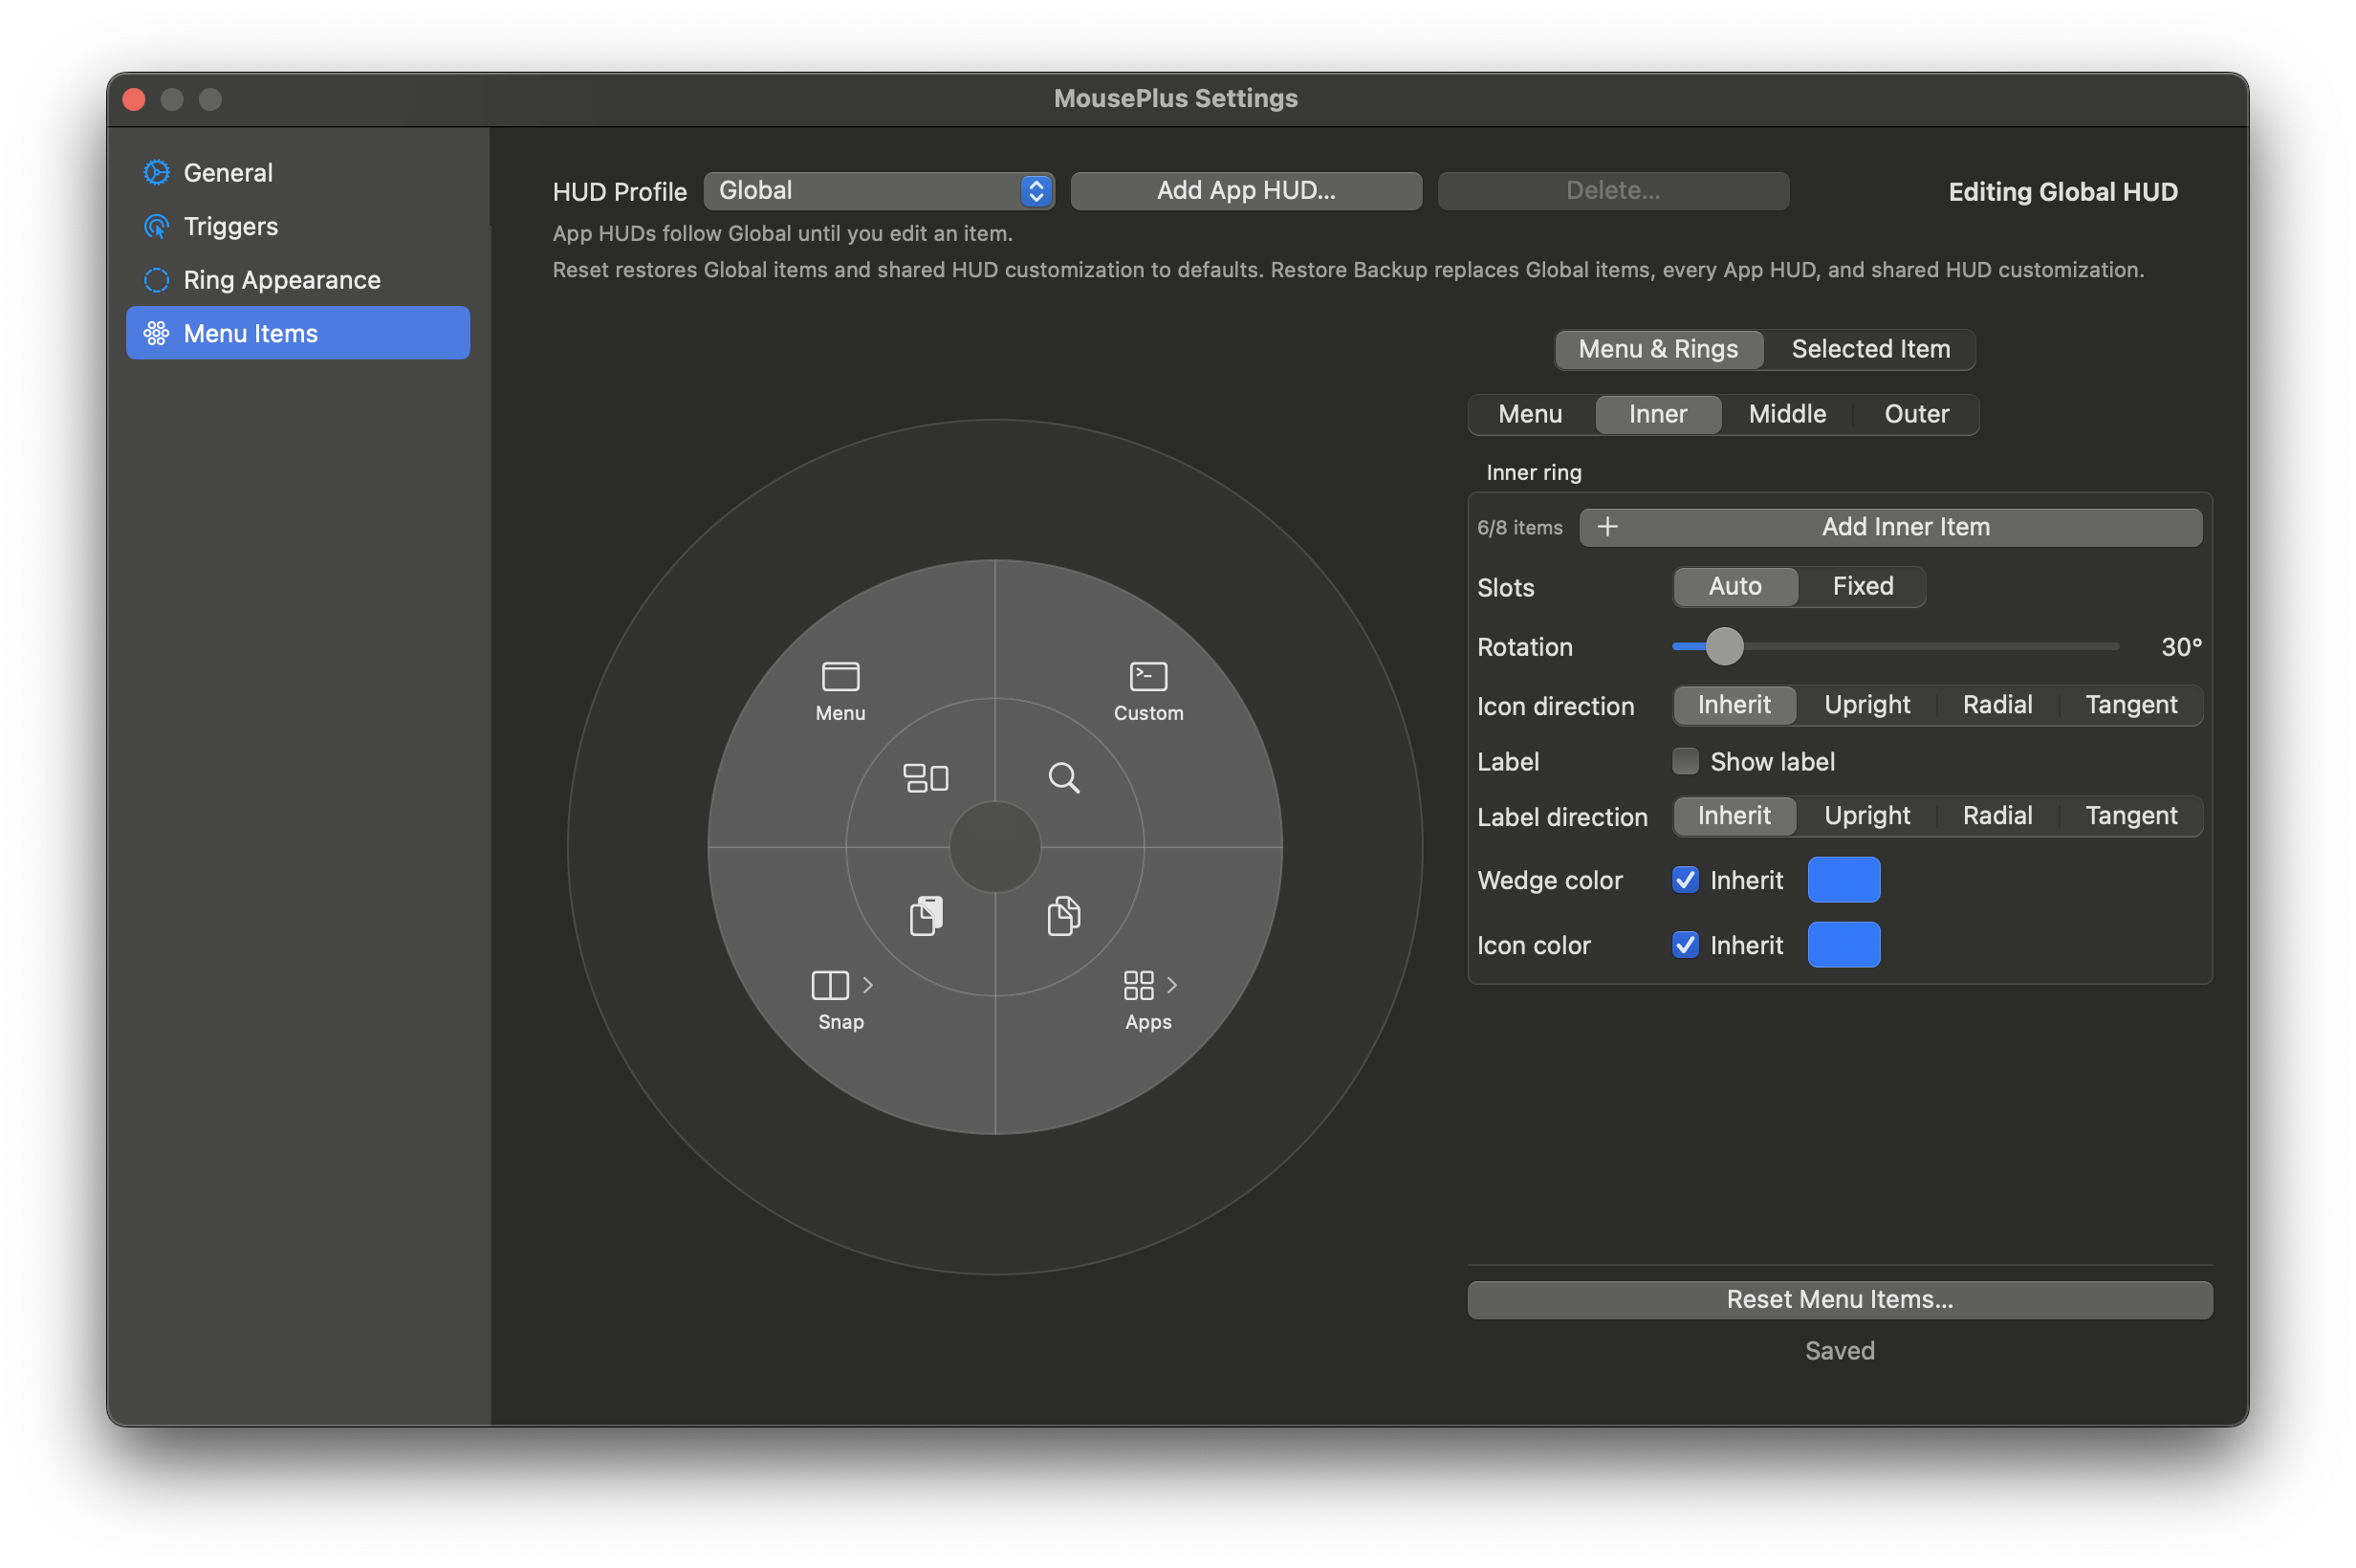 MousePlus Settings
General
Triggers
Ring Appearance
Menu Items
HUD Profile Global Add App HUD... Delete... Editing Global HUD
App HUDs follow Global until you edit an item.
Reset restores Global items and shared HUD customization to defaults. Restore Backup replaces Global items, every App HUD, and shared HUD customization.
Menu & Rings Selected Item
Menu Inner Middle Outer
Inner ring
6/8 items Add Inner Item
Slots Auto Fixed
Rotation 30°
Icon direction Inherit Upright Radial Tangent
Label Show label
Label direction Inherit Upright Radial Tangent
Wedge color Inherit
Icon color Inherit
Menu Custom
Snap Apps
Reset Menu Items...
Saved